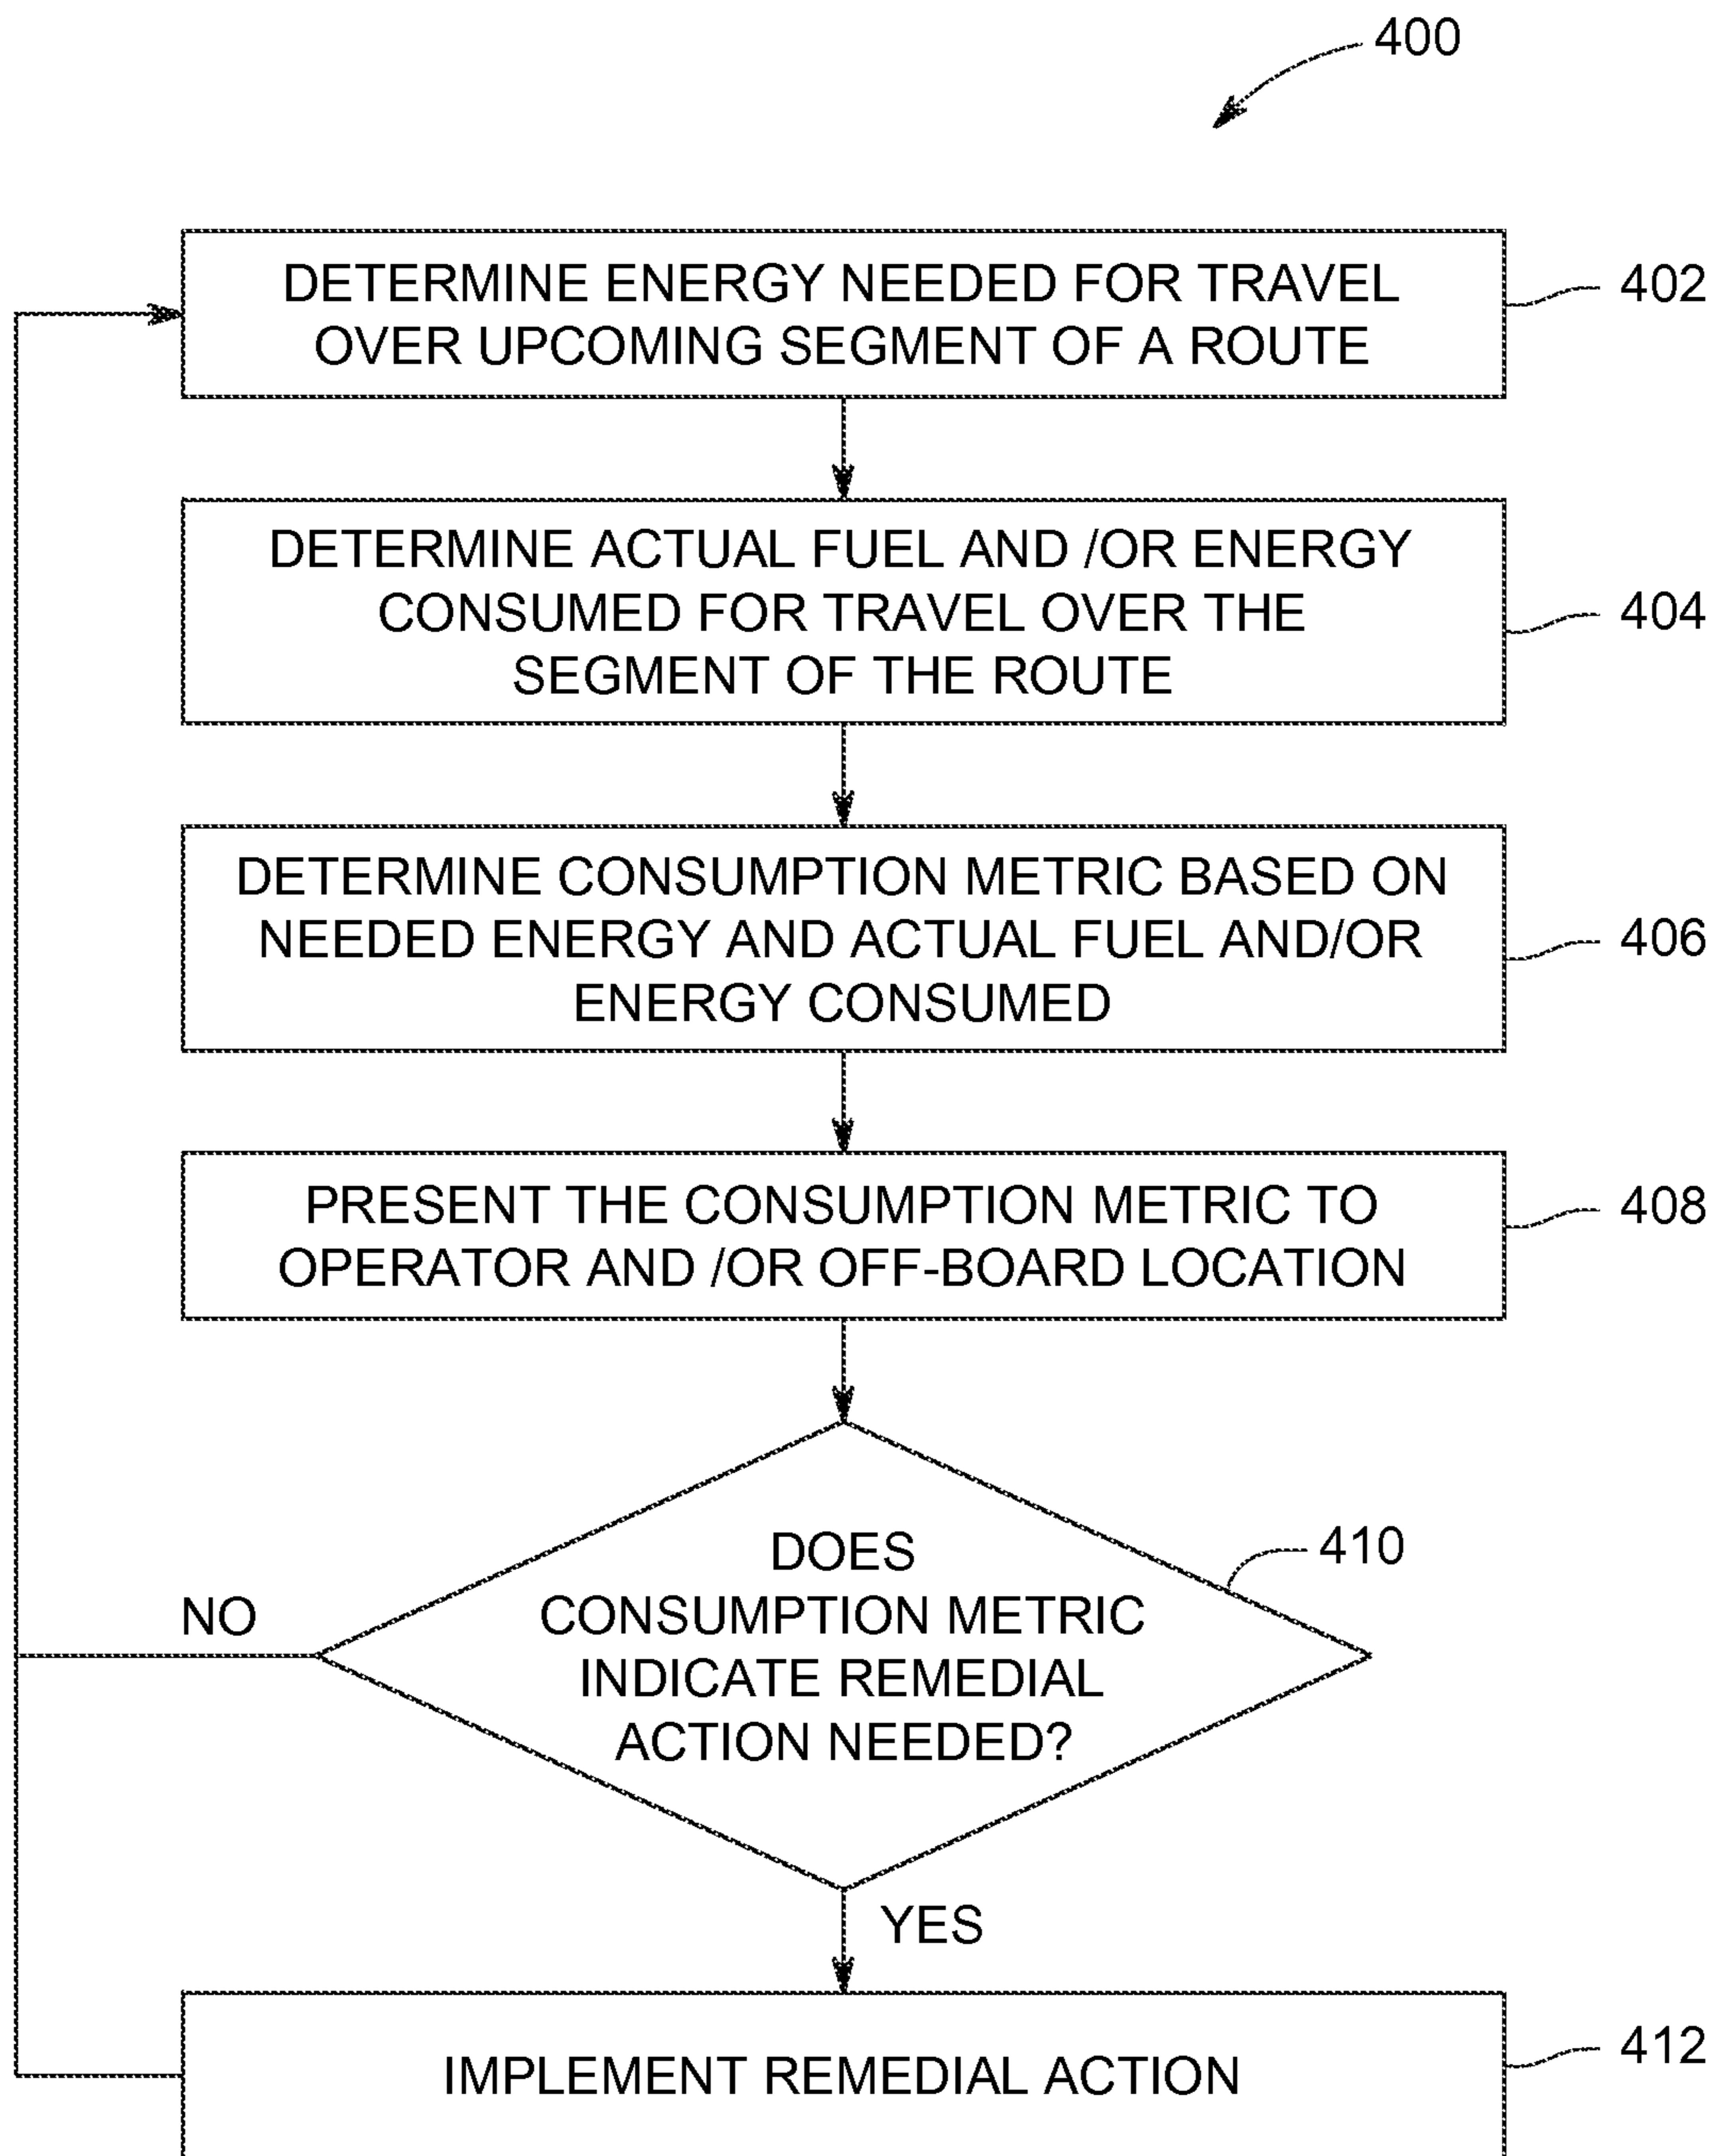 400
DETERMINE ENERGY NEEDED FOR TRAVEL
OVER UPCOMING SEGMENT OF A ROUTE
402
DETERMINE ACTUAL FUEL AND /OR ENERGY
CONSUMED FOR TRAVEL OVER THE
SEGMENT OF THE ROUTE
404
DETERMINE CONSUMPTION METRIC BASED ON
NEEDED ENERGY AND ACTUAL FUEL AND/OR
ENERGY CONSUMED
406
PRESENT THE CONSUMPTION METRIC TO
OPERATOR AND /OR OFF-BOARD LOCATION
408
DOES
CONSUMPTION METRIC
INDICATE REMEDIAL
ACTION NEEDED?
410
NO
YES
IMPLEMENT REMEDIAL ACTION
412